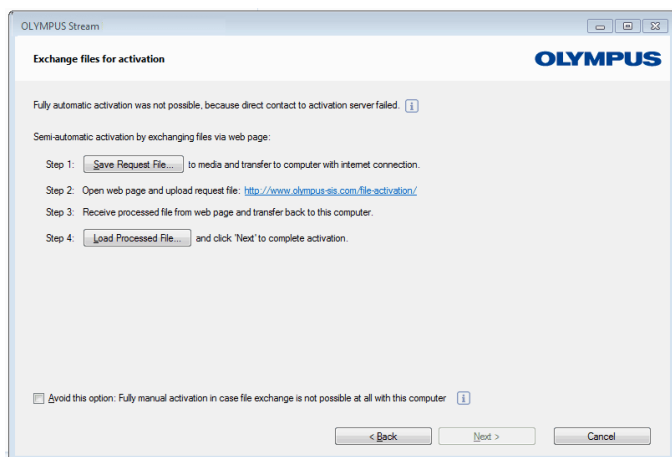 OLYMPUS Stream
Exchange files for activation
OLYMPUS
Fully automatic activation was not possible, because direct contact to activation server failed.
Semi-automatic activation by exchanging files via web page:
Step 1: Save Request File... to media and transfer to computer with internet connection.
Step 2: Open web page and upload request file: http://www.olympus-sis.com/file-activation/
Step 3: Receive processed file from web page and transfer back to this computer.
Step 4: Load Processed File... and click 'Next' to complete activation.
Avoid this option: Fully manual activation in case file exchange is not possible at all with this computer
< Back Next > Cancel